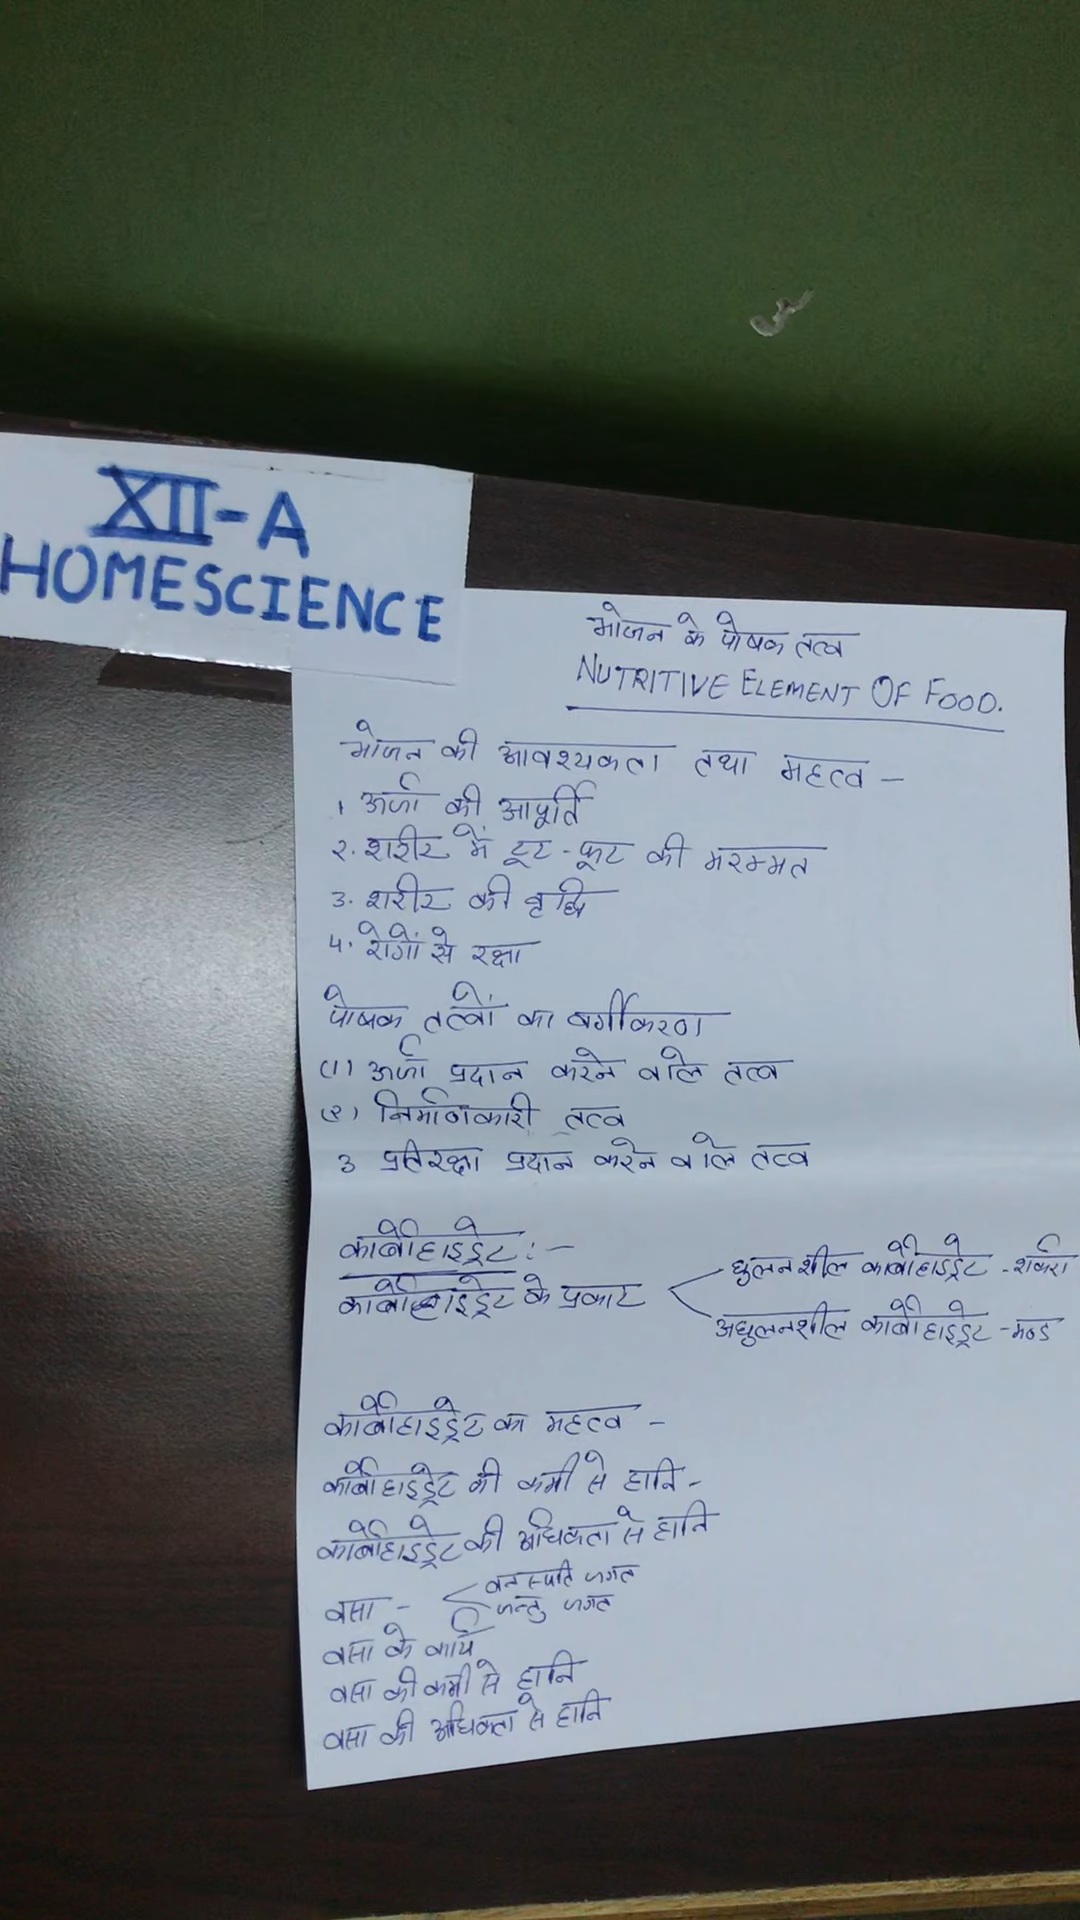 XII-A
HOMESCIENCE
भोजन के पोषक तत्व
NUTRITIVE ELEMENT OF FOOD.
भोजन की आवश्यकता तथा महत्व –
1 ऊर्जा की आपूर्ति
2. शरीर में टूट-फूट की मरम्मत
3. शरीर की वृद्धि
4. रोगों से रक्षा
पोषक तत्वों का वर्गीकरण
(1) ऊर्जा प्रदान करने वाले तत्व
(2) निर्माणकारी तत्व
3 प्रतिरक्षा प्रदान करने वाले तत्व
कार्बोहाइड्रेट :-
कार्बोहाइड्रेट के प्रकार
घुलनशील कार्बोहाइड्रेट - शर्करा
अघुलनशील कार्बोहाइड्रेट - मण्ड
कार्बोहाइड्रेट का महत्व –
कार्बोहाइड्रेट की कमी से हानि -
कार्बोहाइड्रेट की अधिकता से हानि
वसा - वनस्पति जगत
जन्तु जगत
वसा के कार्य
वसा की कमी से हानि
वसा की अधिकता से हानि